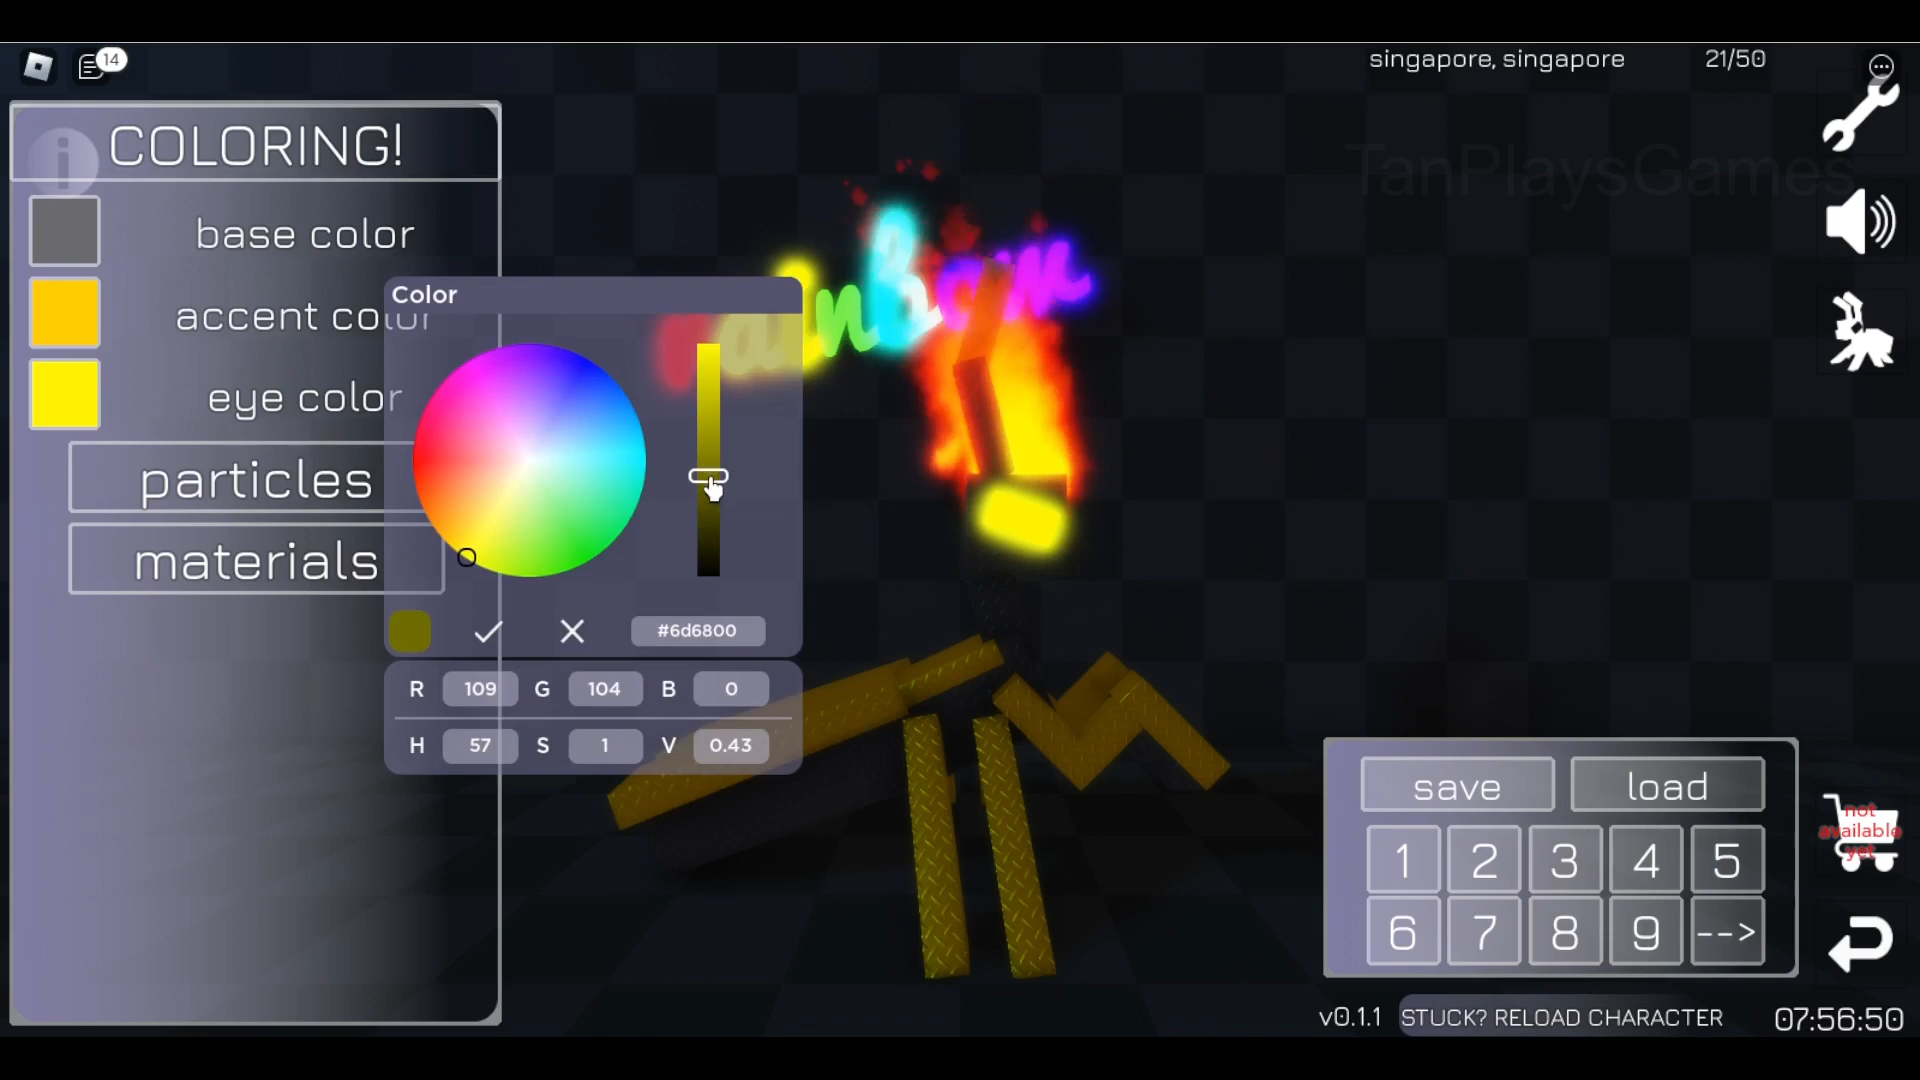 14
singapore, singapore 21/50
TanPlaysGames
COLORING!
base color
accent color
eye color
particles
materials
Color
#6d6800
R 109 G 104 B 0
H 57 S 1 V 0.43
save load
1 2 3 4 5
6 7 8 9 -->
not
available
yet
v0.1.1 STUCK? RELOAD CHARACTER 07:56:50